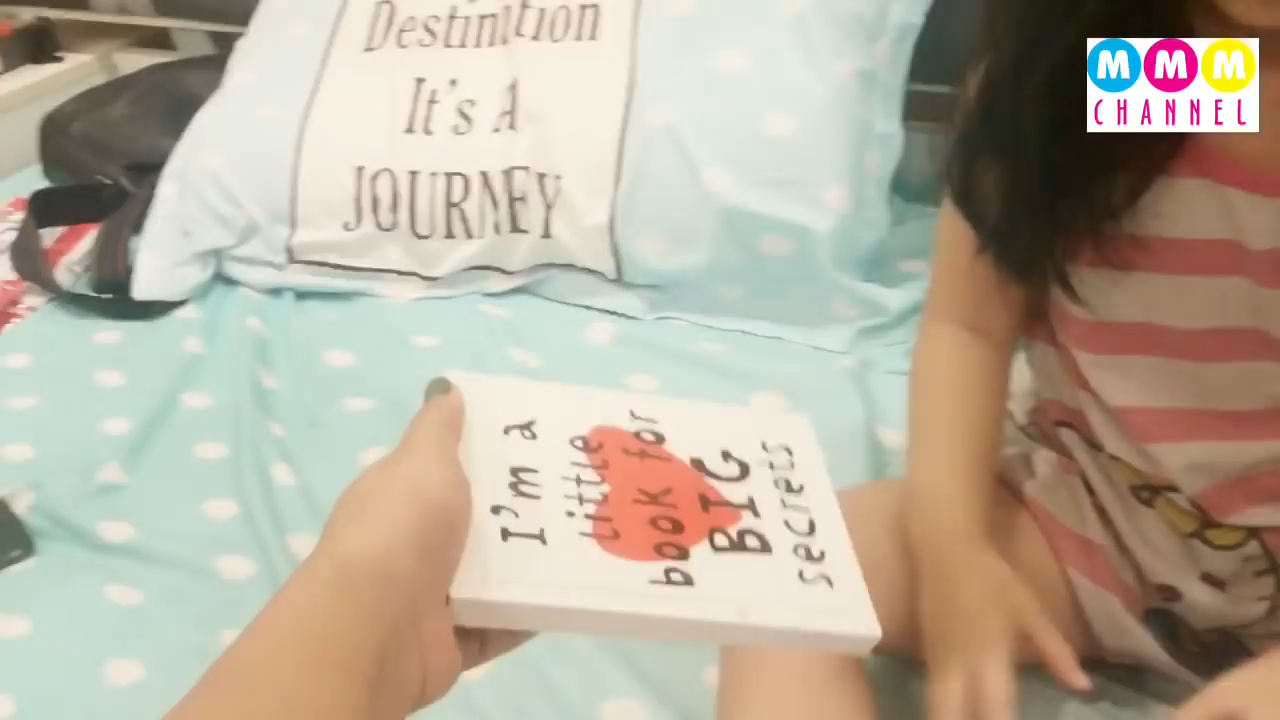 Destination
It's A
JOURNEY
MMM
CHANNEL
I'm a
little
book for
BIG
secrets